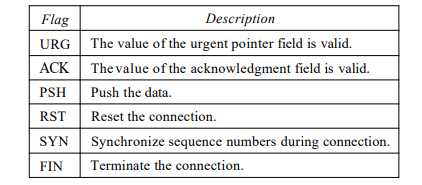 Flag Description
URG The value of the urgent pointer field is valid.
ACK The value of the acknowledgment field is valid.
PSH Push the data.
RST Reset the connection.
SYN Synchronize sequence numbers during connection.
FIN Terminate the connection.